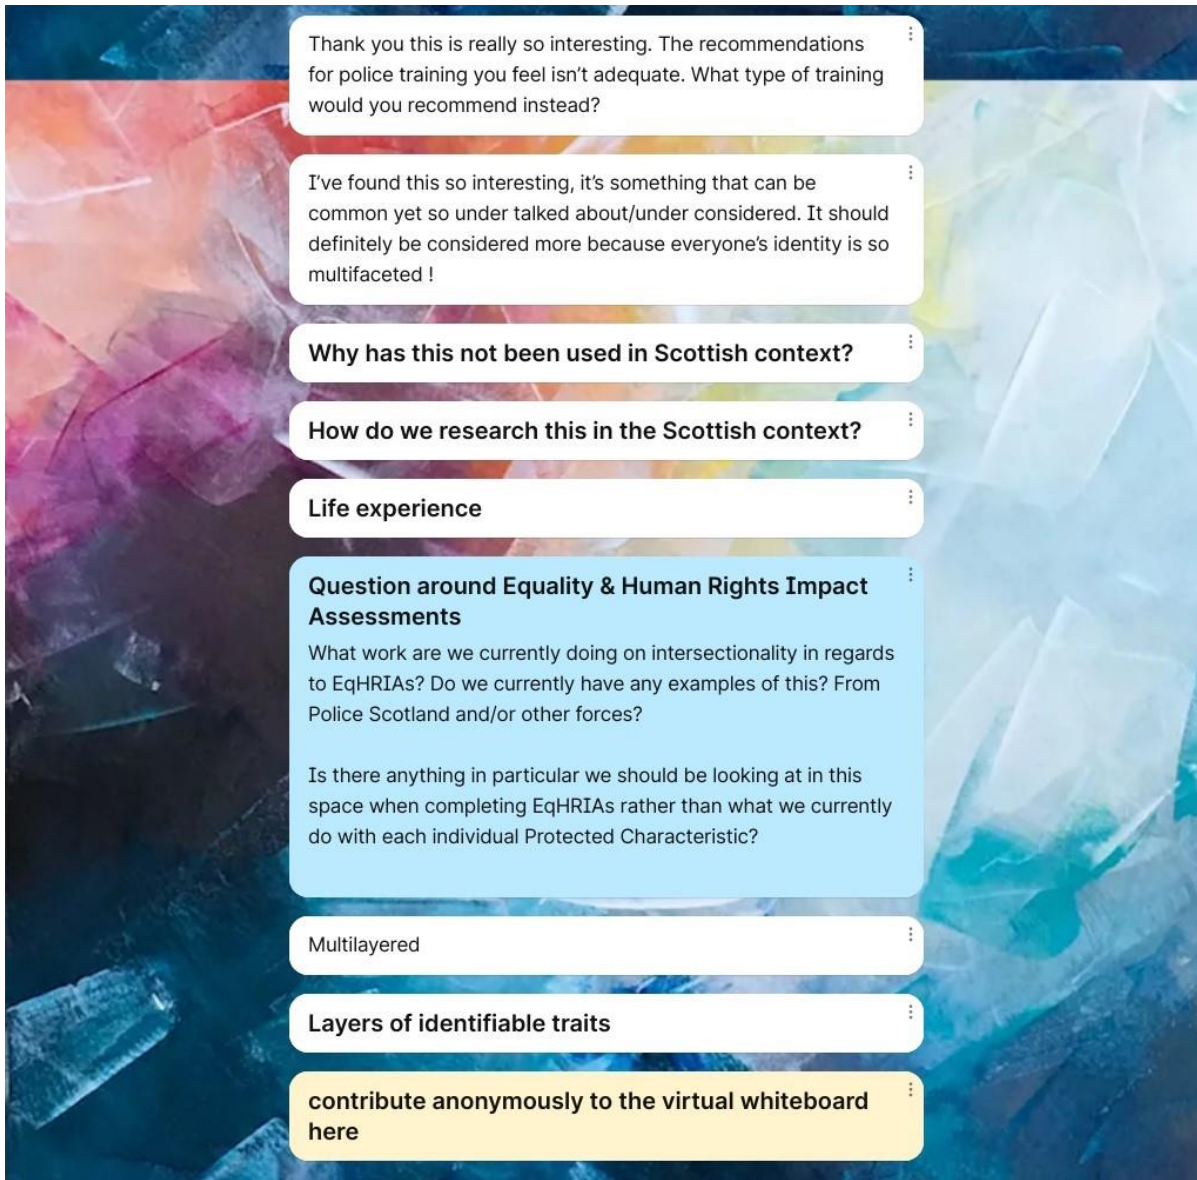 Thank you this is really so interesting. The recommendations
for police training you feel isn’t adequate. What type of training
would you recommend instead?
I’ve found this so interesting, it’s something that can be
common yet so under talked about/under considered. It should
definitely be considered more because everyone’s identity is so
multifaceted !
Why has this not been used in Scottish context?
How do we research this in the Scottish context?
Life experience
Question around Equality & Human Rights Impact
Assessments
What work are we currently doing on intersectionality in regards
to EqHRIAs? Do we currently have any examples of this? From
Police Scotland and/or other forces?
Is there anything in particular we should be looking at in this
space when completing EqHRIAs rather than what we currently
do with each individual Protected Characteristic?
Multilayered
Layers of identifiable traits
contribute anonymously to the virtual whiteboard
here